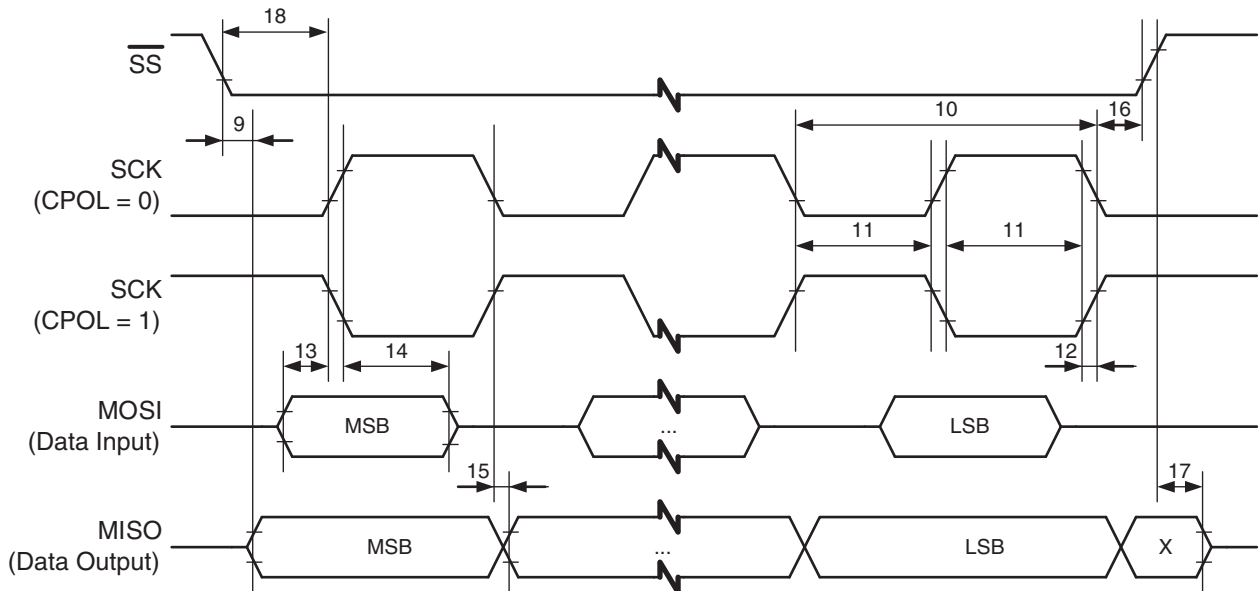 18
SS
9
10
16
SCK
(CPOL = 0)
11
11
SCK
(CPOL = 1)
13
14
12
MOSI
(Data Input)
MSB
...
LSB
15
17
MISO
(Data Output)
MSB
...
LSB
X